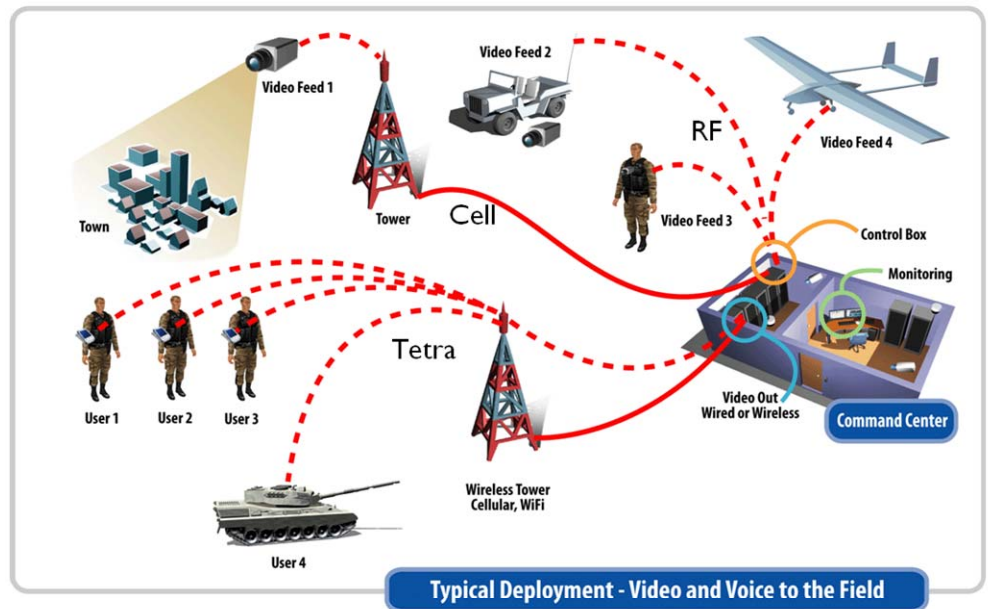 Video Feed 1
Video Feed 2
Video Feed 4
RF
Town
Tower
Cell
Video Feed 3
Control Box
Monitoring
Tetra
User 1
User 2
User 3
Video Out
Wired or Wireless
Command Center
Wireless Tower
Cellular, WiFi
User 4
Typical Deployment - Video and Voice to the Field